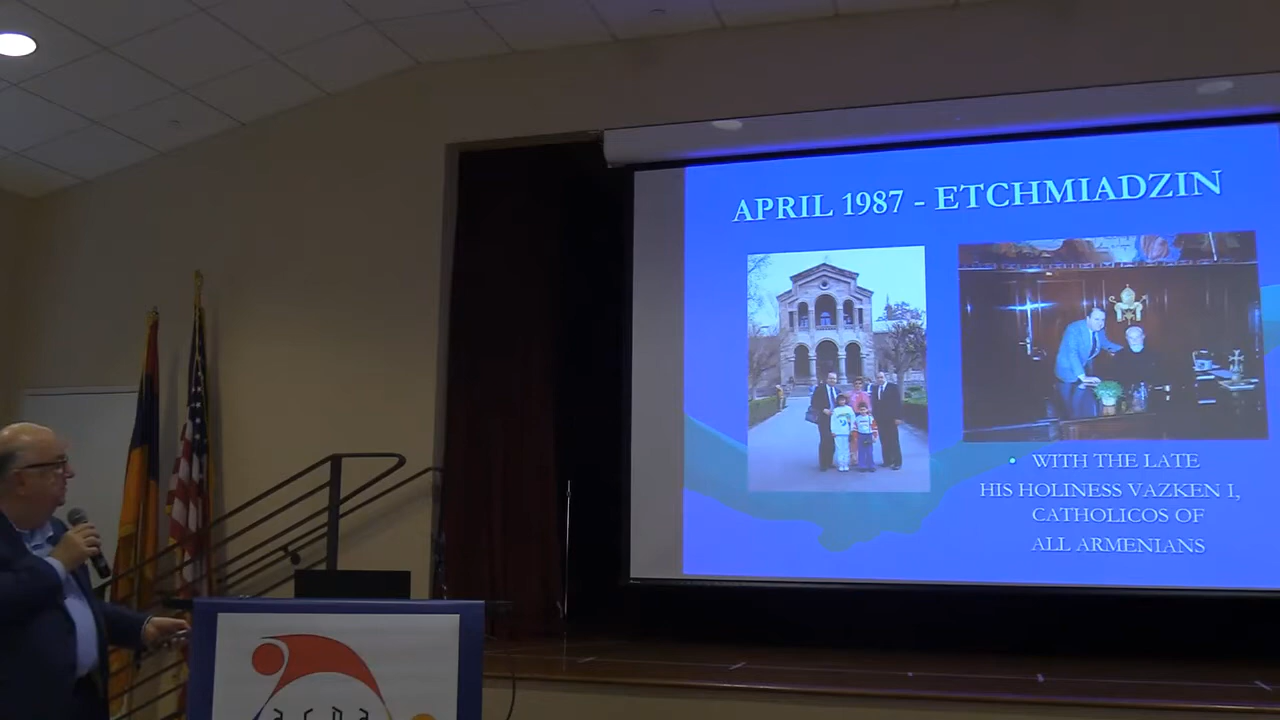 APRIL 1987 - ETCHMIADZIN
• WITH THE LATE
HIS HOLINESS VAZKEN I,
CATHOLICOS OF
ALL ARMENIANS